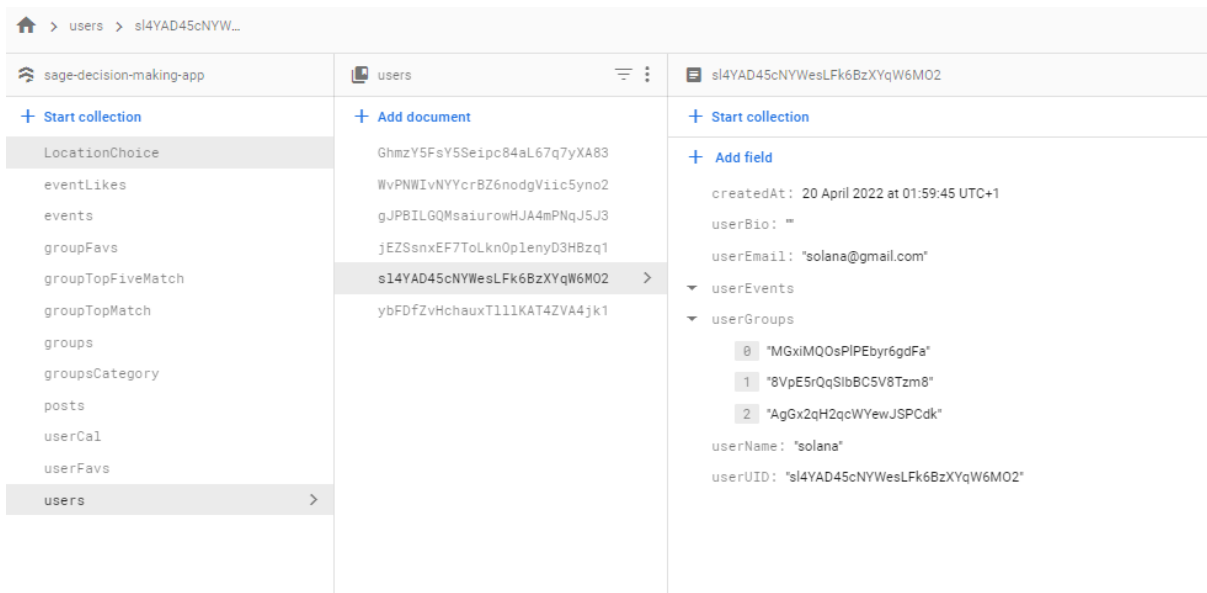 users > sl4YAD45cNYW...
sage-decision-making-app
+ Start collection
LocationChoice
eventLikes
events
groupFavs
groupTopFiveMatch
groupTopMatch
groups
groupsCategory
posts
userCal
userFavs
users
users
+ Add document
GhmzY5FsY5Seipc84aL67q7yXA83
WvPNWIvNYYcrBZ6nodgViic5yno2
gJPBILGQMsaiurowHJA4mPNqJ5J3
jEZSsnxEF7ToLknOplenyD3HBzq1
sl4YAD45cNYWesLFk6BzXYqW6MO2
ybFDfZvHchauxTlllKAT4ZVA4jk1
sl4YAD45cNYWesLFk6BzXYqW6MO2
+ Start collection
+ Add field
createdAt: 20 April 2022 at 01:59:45 UTC+1
userBio: ""
userEmail: "solana@gmail.com"
userEvents
userGroups
0 "MGxiMQOsPlPEbyr6gdFa"
1 "8VpE5rQqSIbBC5V8Tzm8"
2 "AgGx2qH2qcWYewJSPCdk"
userName: "solana"
userUID: "sl4YAD45cNYWesLFk6BzXYqW6MO2"